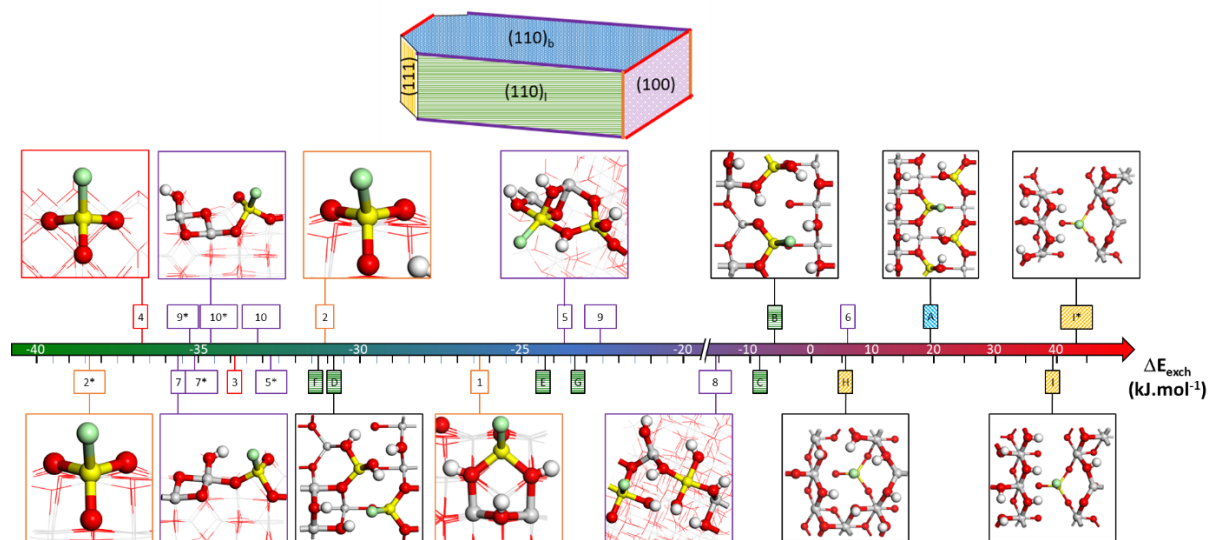 (110)b
(111)
(110)l
(100)
4
9*
10*
10
2
5
9
B
6
A
I*
-40
-35
-30
-25
-20
-10
0
10
20
30
40
ΔEexch
(kJ.mol-1)
2*
7
7*
3
5*
F
D
1
E
G
8
C
H
I